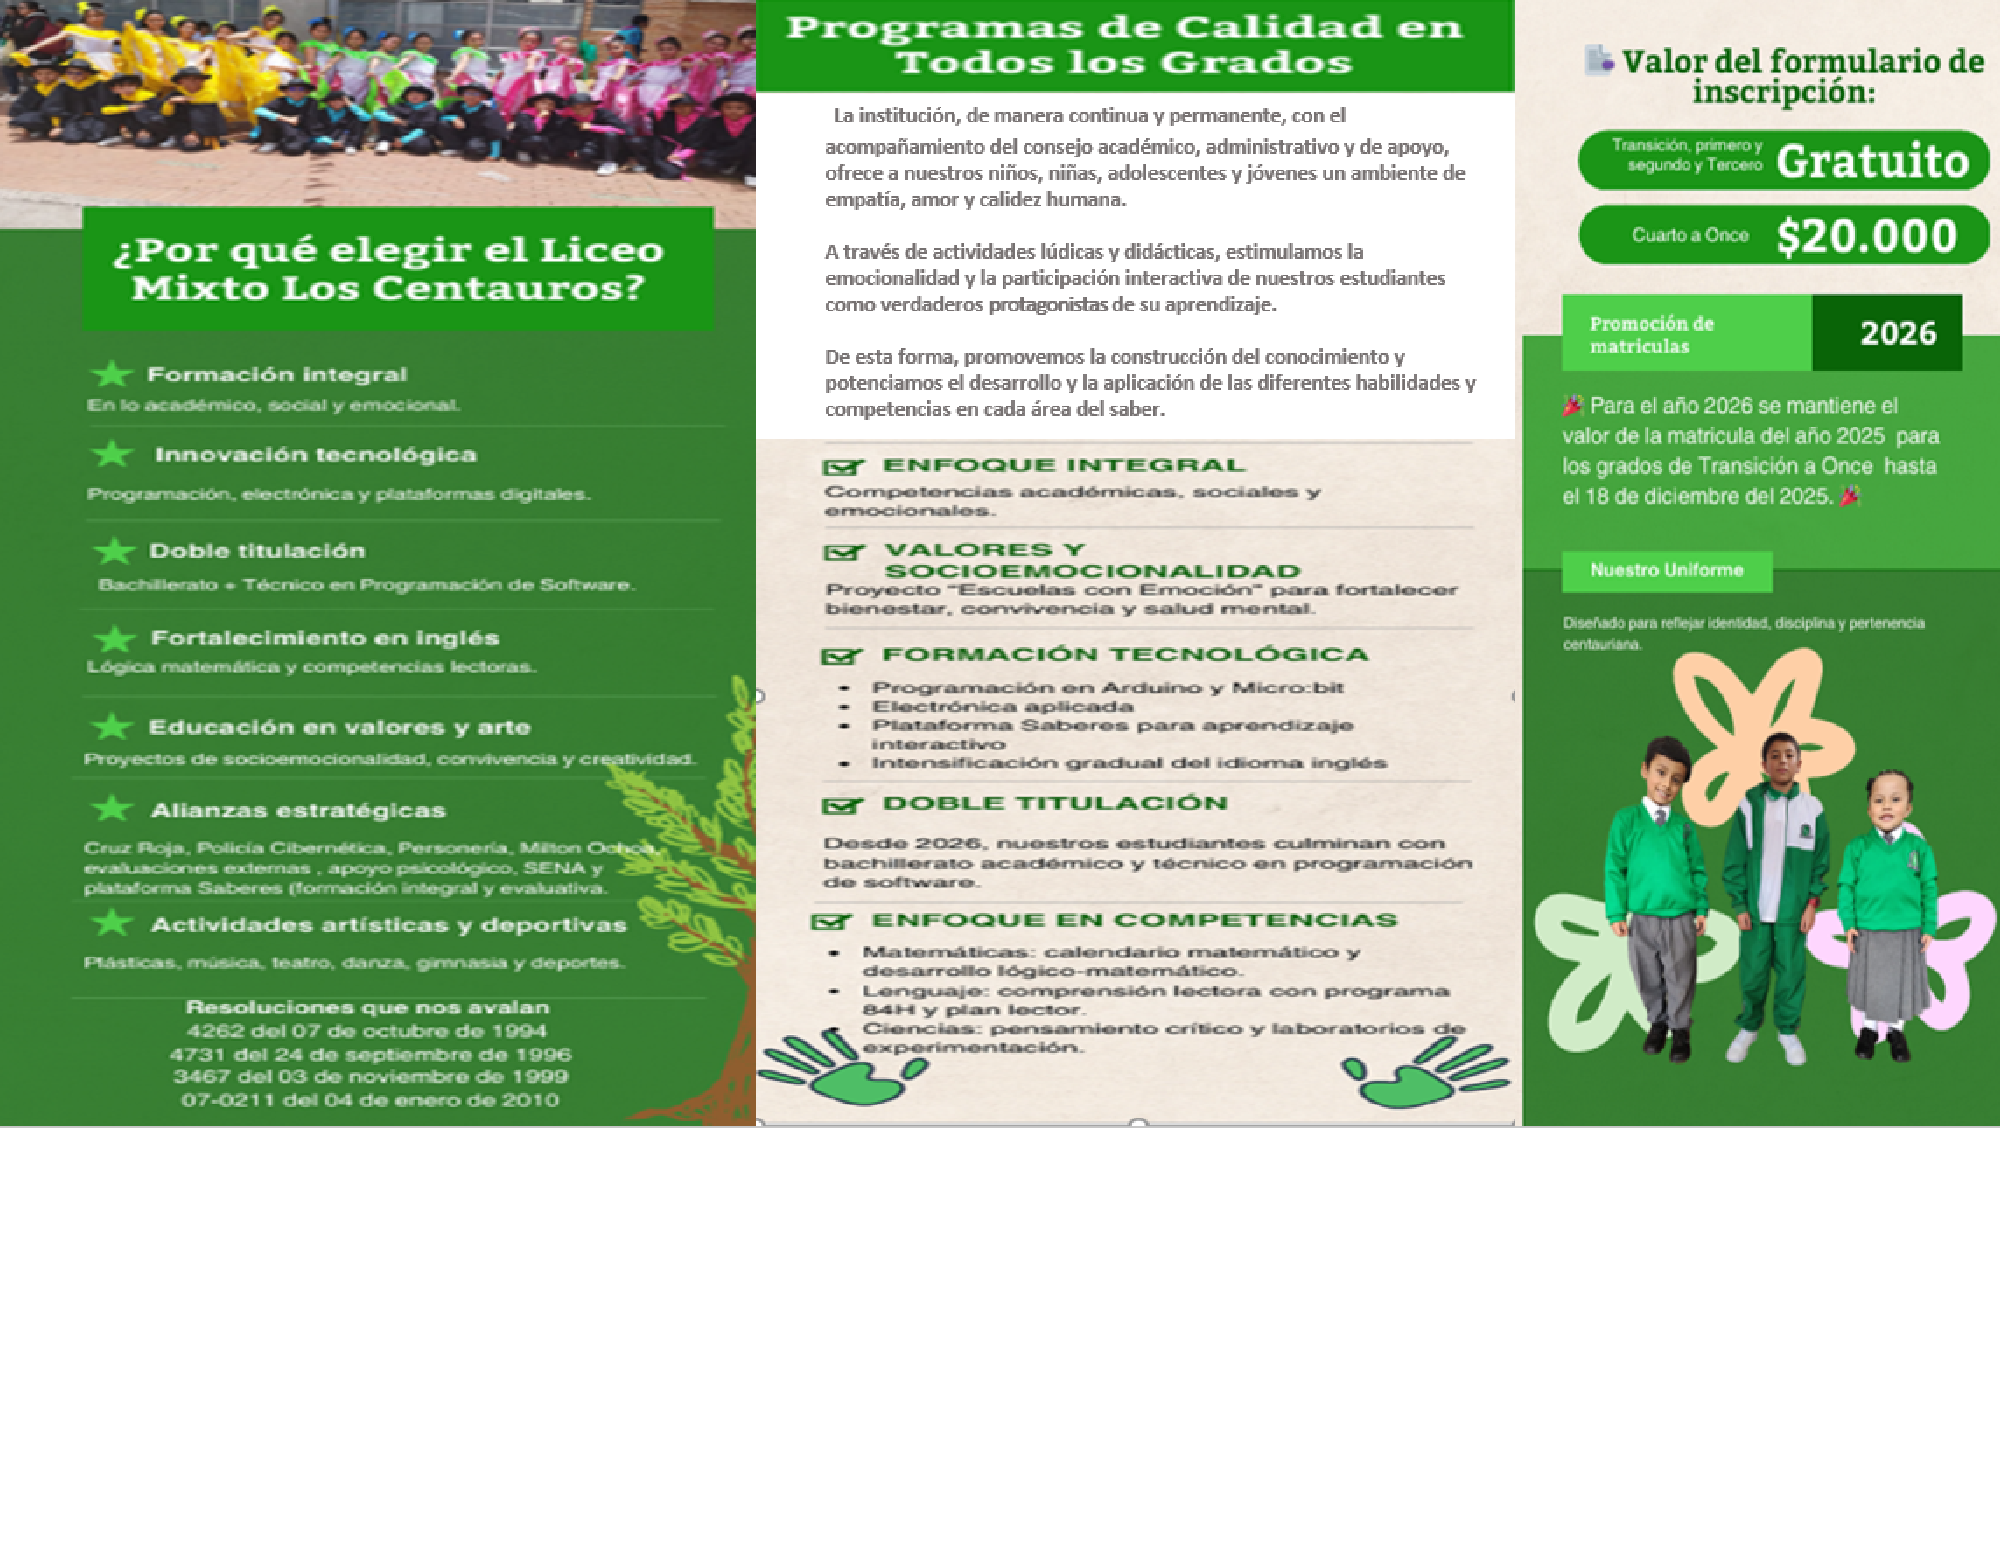 ¿Por qué elegir el Liceo
Mixto Los Centauros?
Formación integral
En lo académico, social y emocional.
Innovación tecnológica
Programación, electrónica y plataformas digitales.
Doble titulación
Bachillerato + Técnico en Programación de Software.
Fortalecimiento en inglés
Lógica matemática y competencias lectoras.
Educación en valores y arte
Proyectos de socioemocionalidad, convivencia y creatividad.
Alianzas estratégicas
Cruz Roja, Policía Cibernética, Personería, Milton Ochoa,
evaluaciones externas , apoyo psicológico, SENA y
plataforma Saberes (formación integral y evaluativa.
Actividades artísticas y deportivas
Plásticas, música, teatro, danza, gimnasia y deportes.
Resoluciones que nos avalan
4262 del 07 de octubre de 1994
4731 del 24 de septiembre de 1996
3467 del 03 de noviembre de 1999
07-0211 del 04 de enero de 2010
Programas de Calidad en
Todos los Grados
La institución, de manera continua y permanente, con el
acompañamiento del consejo académico, administrativo y de apoyo,
ofrece a nuestros niños, niñas, adolescentes y jóvenes un ambiente de
empatía, amor y calidez humana.
A través de actividades lúdicas y didácticas, estimulamos la
emocionalidad y la participación interactiva de nuestros estudiantes
como verdaderos protagonistas de su aprendizaje.
De esta forma, promovemos la construcción del conocimiento y
potenciamos el desarrollo y la aplicación de las diferentes habilidades y
competencias en cada área del saber.
ENFOQUE INTEGRAL
Competencias académicas, sociales y
emocionales.
VALORES Y
SOCIOEMOCIONALIDAD
Proyecto "Escuelas con Emoción" para fortalecer
bienestar, convivencia y salud mental.
FORMACIÓN TECNOLÓGICA
• Programación en Arduino y Micro:bit
• Electrónica aplicada
• Plataforma Saberes para aprendizaje
interactivo
• Intensificación gradual del idioma inglés
DOBLE TITULACIÓN
Desde 2026, nuestros estudiantes culminan con
bachillerato académico y técnico en programación
de software.
ENFOQUE EN COMPETENCIAS
• Matemáticas: calendario matemático y
desarrollo lógico-matemático.
• Lenguaje: comprensión lectora con programa
84H y plan lector.
• Ciencias: pensamiento crítico y laboratorios de
experimentación.
Valor del formulario de
inscripción:
Transición, primero y
segundo y Tercero
Gratuito
Cuarto a Once
$20.000
Promoción de
matriculas
2026
Para el año 2026 se mantiene el
valor de la matricula del año 2025 para
los grados de Transición a Once hasta
el 18 de diciembre del 2025.
Nuestro Uniforme
Diseñado para reflejar identidad, disciplina y pertenencia
centauriana.